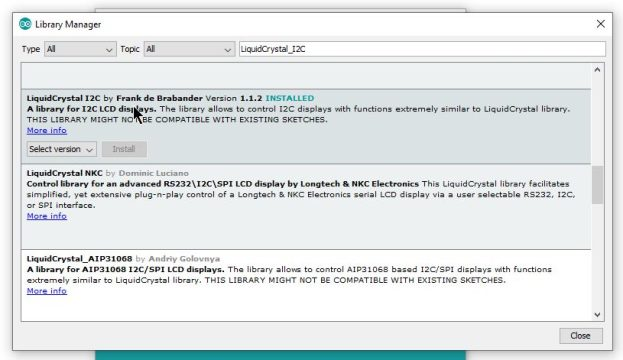 Library Manager
Type All Topic All LiquidCrystal_I2C
LiquidCrystal I2C by Frank de Brabander Version 1.1.2 INSTALLED
A library for I2C LCD displays. The library allows to control I2C displays with functions extremely similar to LiquidCrystal library.
THIS LIBRARY MIGHT NOT BE COMPATIBLE WITH EXISTING SKETCHES.
More info
Select version Install
LiquidCrystal NKC by Dominic Luciano
Control library for an advanced RS232\I2C\SPI LCD display by Longtech & NKC Electronics This LiquidCrystal library facilitates
simplified, yet extensive plug-n-play control of a Longtech & NKC Electronics serial LCD display via a user selectable RS232, I2C,
or SPI interface.
More info
LiquidCrystal_AIP31068 by Andriy Golovnya
A library for AIP31068 I2C/SPI LCD displays. The library allows to control AIP31068 based I2C/SPI displays with functions
extremely similar to LiquidCrystal library. THIS LIBRARY MIGHT NOT BE COMPATIBLE WITH EXISTING SKETCHES.
More info
Close